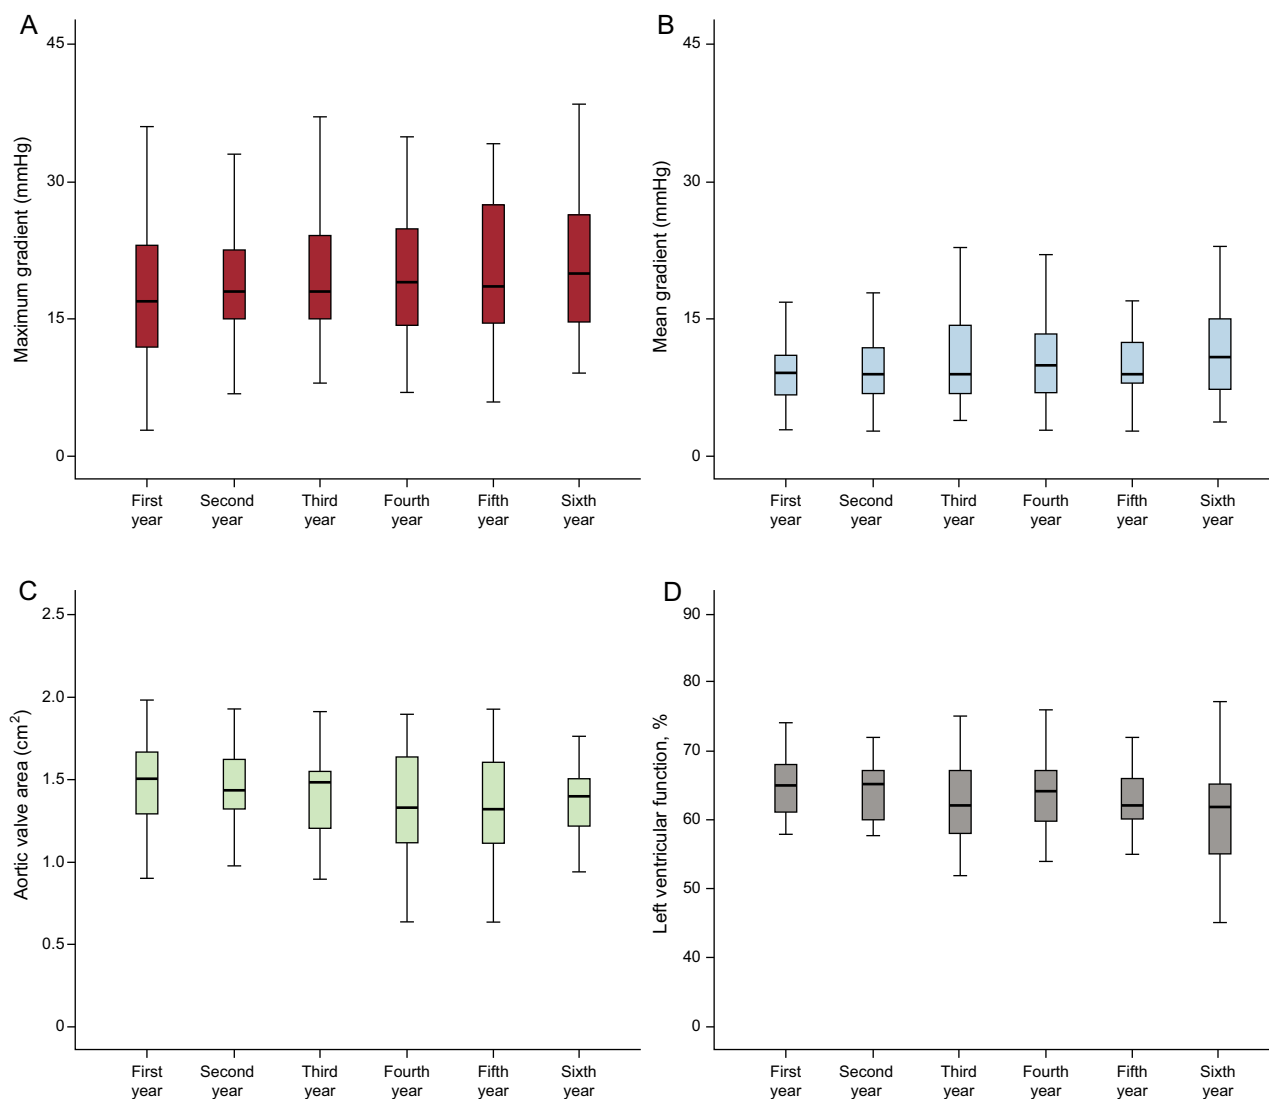 A
Maximum gradient (mmHg)
45
30
15
0
First year
Second year
Third year
Fourth year
Fifth year
Sixth year
B
Mean gradient (mmHg)
45
30
15
0
First year
Second year
Third year
Fourth year
Fifth year
Sixth year
C
Aortic valve area (cm²)
2.5
2.0
1.5
1.0
0.5
0
First year
Second year
Third year
Fourth year
Fifth year
Sixth year
D
Left ventricular function, %
90
80
70
60
50
40
0
First year
Second year
Third year
Fourth year
Fifth year
Sixth year